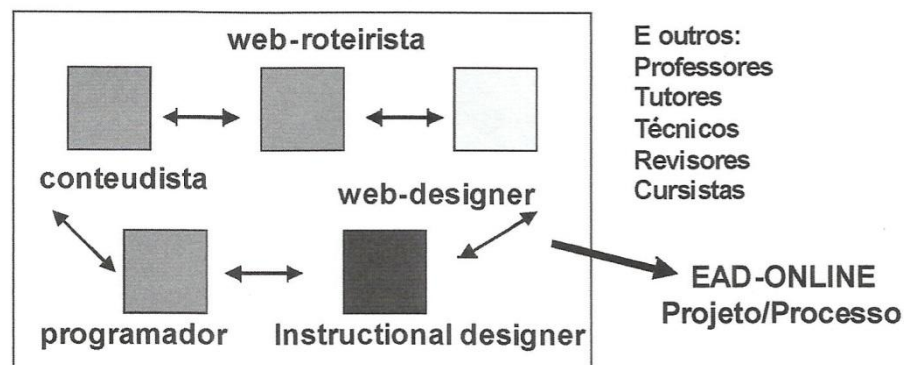 web-roteirista
conteudista
web-designer
programador
Instructional designer
E outros:
Professores
Tutores
Técnicos
Revisores
Cursistas
EAD-ONLINE
Projeto/Processo